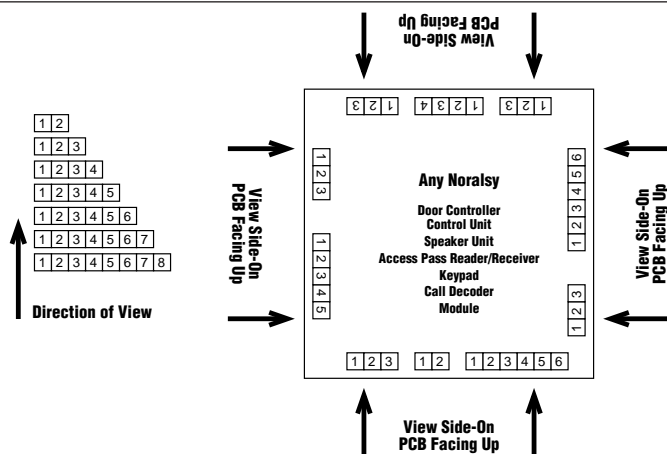 View Side-On
PCB Facing Up
1 2 3
1 2 3 4
1 2 3
1 2
1 2 3
1 2 3 4
1 2 3 4 5
1 2 3 4 5 6
1 2 3 4 5 6 7
1 2 3 4 5 6 7 8
Direction of View
View Side-On
PCB Facing Up
1 2 3
1 2 3 4 5
Any Noralsy
Door Controller
Control Unit
Speaker Unit
Access Pass Reader/Receiver
Keypad
Call Decoder
Module
1 2 3 4 5 6
1 2 3
View Side-On
PCB Facing Up
1 2 3
1 2
1 2 3 4 5 6
View Side-On
PCB Facing Up